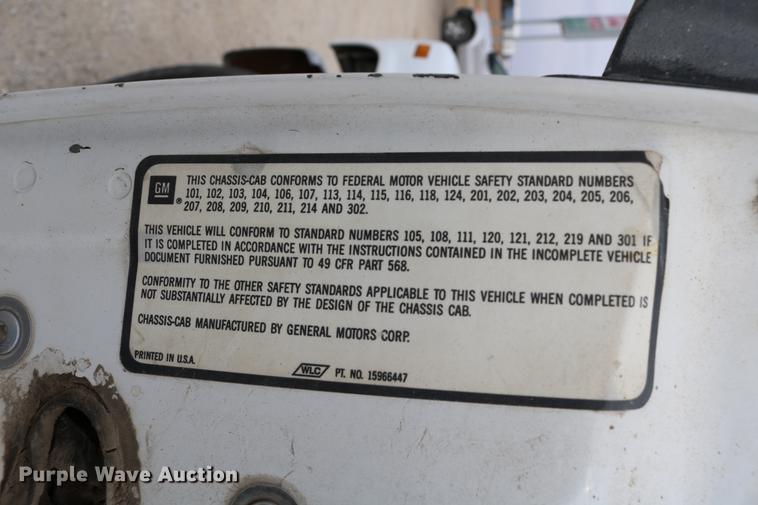 GM
THIS CHASSIS-CAB CONFORMS TO FEDERAL MOTOR VEHICLE SAFETY STANDARD NUMBERS
101, 102, 103, 104, 106, 107, 113, 114, 115, 116, 118, 124, 201, 202, 203, 204, 205, 206,
207, 208, 209, 210, 211, 214 AND 302.
THIS VEHICLE WILL CONFORM TO STANDARD NUMBERS 105, 108, 111, 120, 121, 212, 219 AND 301 IF
IT IS COMPLETED IN ACCORDANCE WITH THE INSTRUCTIONS CONTAINED IN THE INCOMPLETE VEHICLE
DOCUMENT FURNISHED PURSUANT TO 49 CFR PART 568.
CONFORMITY TO THE OTHER SAFETY STANDARDS APPLICABLE TO THIS VEHICLE WHEN COMPLETED IS
NOT SUBSTANTIALLY AFFECTED BY THE DESIGN OF THE CHASSIS CAB.
CHASSIS-CAB MANUFACTURED BY GENERAL MOTORS CORP.
PRINTED IN U.S.A. WLC PT. NO. 15966447
Purple Wave Auction